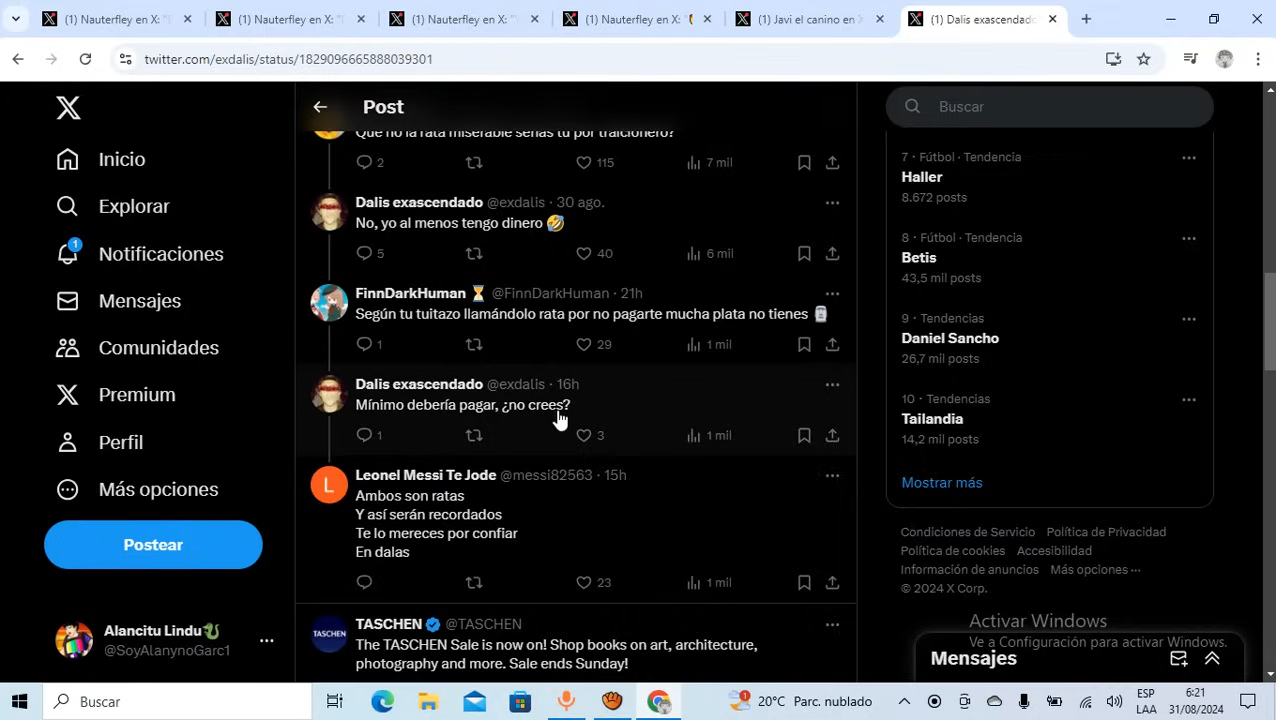 (1) Nauterfley en X: "
(1) Nauterfley en X: "
(1) Nauterfley en X: "
(1) Nauterfley en X: "
(1) Javi el canino en X
(1) Dalis exascendado
twitter.com/exdalis/status/1829096665888039301
Inicio
Explorar
1
Notificaciones
Mensajes
Comunidades
Premium
Perfil
Más opciones
Postear
Alancitu Lindu
@SoyAlanynoGarc1
Post
Que no la rata miserable serías tú por traicionero?
2
115
7 mil
Dalis exascendado @exdalis · 30 ago.
No, yo al menos tengo dinero 🤣
5
40
6 mil
FinnDarkHuman ⏳ @FinnDarkHuman · 21h
Según tu tuitazo llamándolo rata por no pagarte mucha plata no tienes
1
29
1 mil
Dalis exascendado @exdalis · 16h
Mínimo debería pagar, ¿no crees?
1
3
1 mil
L
Leonel Messi Te Jode @messi82563 · 15h
Ambos son ratas
Y así serán recordados
Te lo mereces por confiar
En dalas
23
1 mil
TASCHEN
TASCHEN @TASCHEN
The TASCHEN Sale is now on! Shop books on art, architecture,
photography and more. Sale ends Sunday!
Buscar
7 · Fútbol · Tendencia
Haller
8.672 posts
8 · Fútbol · Tendencia
Betis
43,5 mil posts
9 · Tendencias
Daniel Sancho
26,7 mil posts
10 · Tendencias
Tailandia
14,2 mil posts
Mostrar más
Condiciones de Servicio Política de Privacidad
Política de cookies Accesibilidad
Información de anuncios Más opciones ···
© 2024 X Corp.
Activar Windows
Ve a Configuración para activar Windows.
Mensajes
Buscar
1
20°C Parc. nublado
ESP
LAA
6:21
31/08/2024